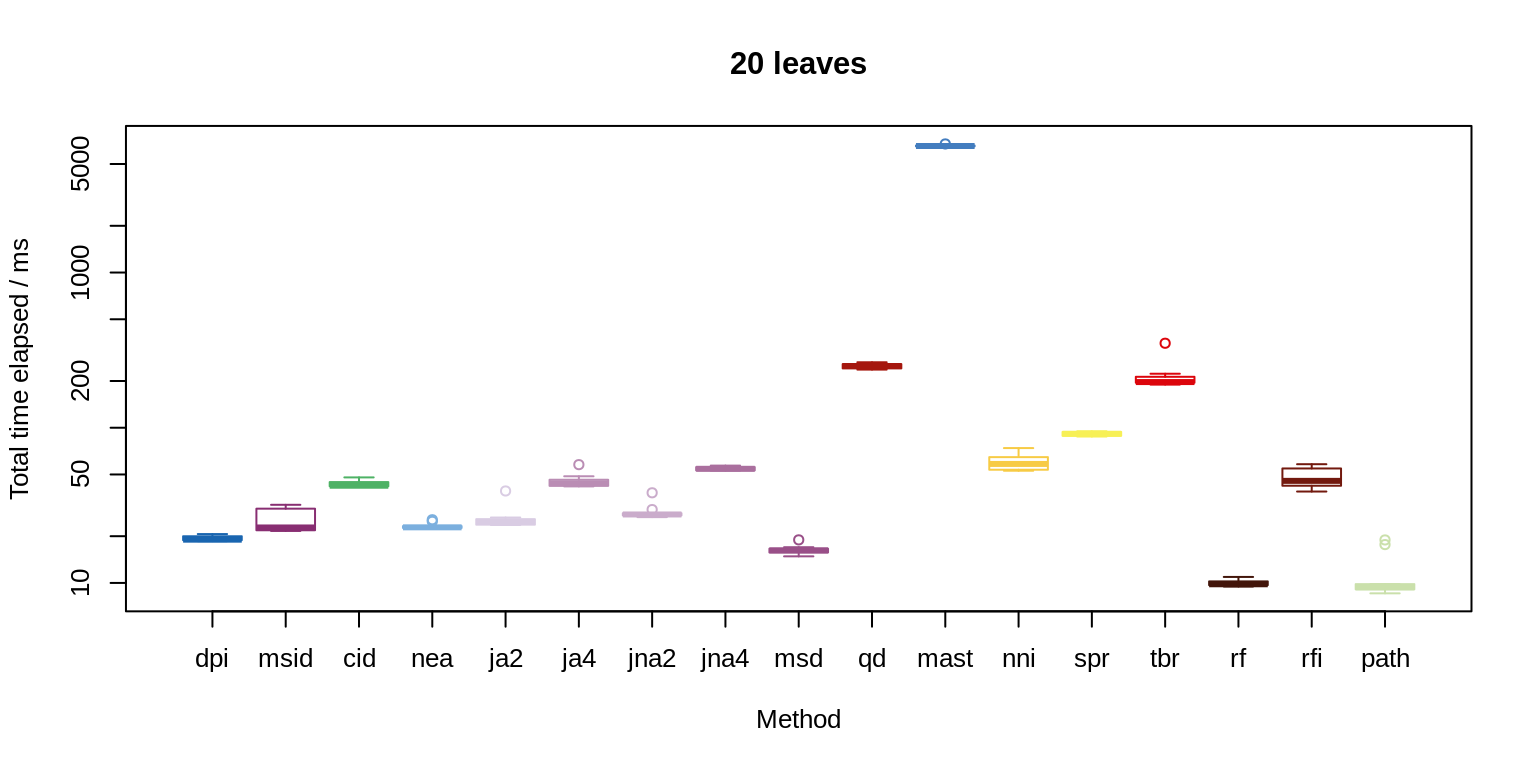 20 leaves
Total time elapsed / ms
5000
1000
200
50
10
dpi msid cid nea ja2 ja4 jna2 jna4 msd qd mast nni spr tbr rf rfi path
Method